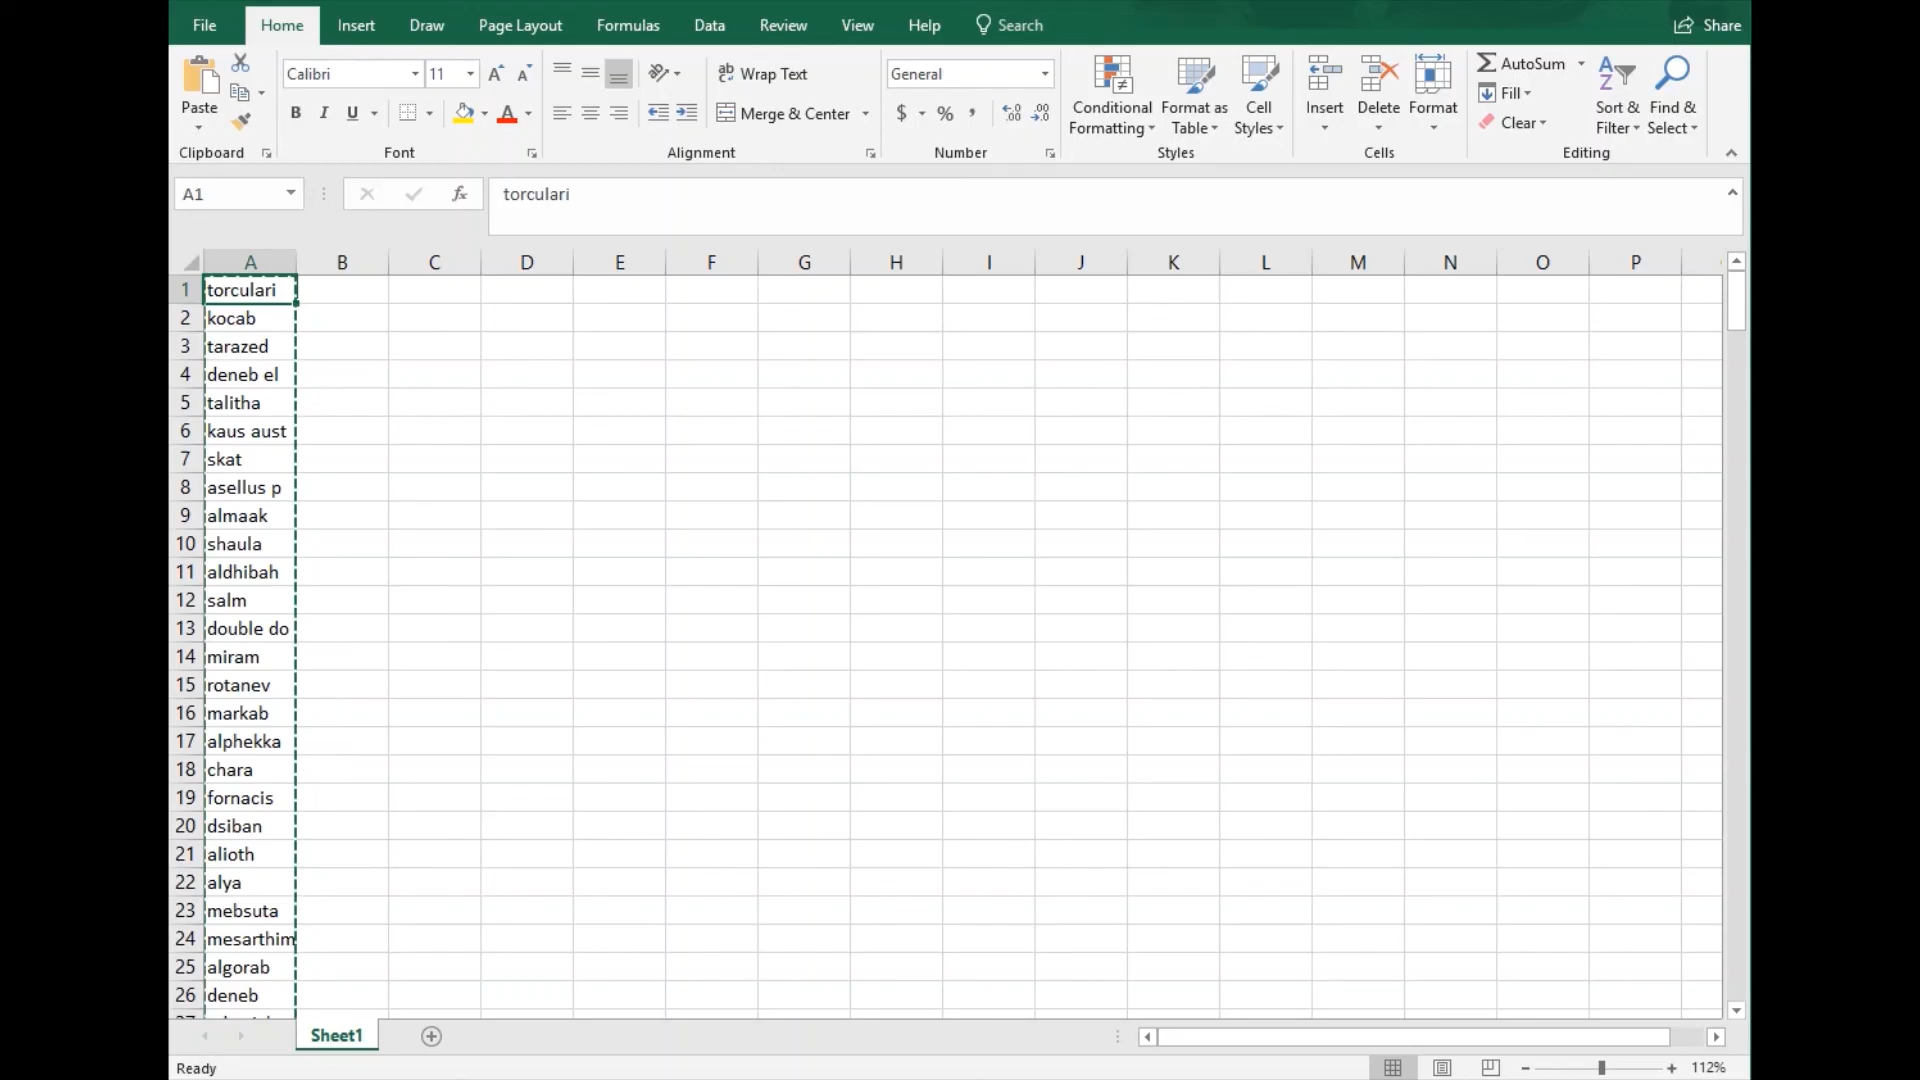 File Home Insert Draw Page Layout Formulas Data Review View Help Search Share
Paste
Calibri 11
B I U A
ab Wrap Text
Merge & Center
General
$ % ,
Conditional Formatting
Format as Table
Cell Styles
Insert Delete Format
AutoSum
Fill
Clear
Sort & Filter
Find & Select
Clipboard Font Alignment Number Styles Cells Editing
A1 fx torculari
A B C D E F G H I J K L M N O P
1 torculari
2 kocab
3 tarazed
4 deneb el
5 talitha
6 kaus aust
7 skat
8 asellus p
9 almaak
10 shaula
11 aldhibah
12 salm
13 double do
14 miram
15 rotanev
16 markab
17 alphekka
18 chara
19 fornacis
20 dsiban
21 alioth
22 alya
23 mebsuta
24 mesarthim
25 algorab
26 deneb
Sheet1
Ready 112%